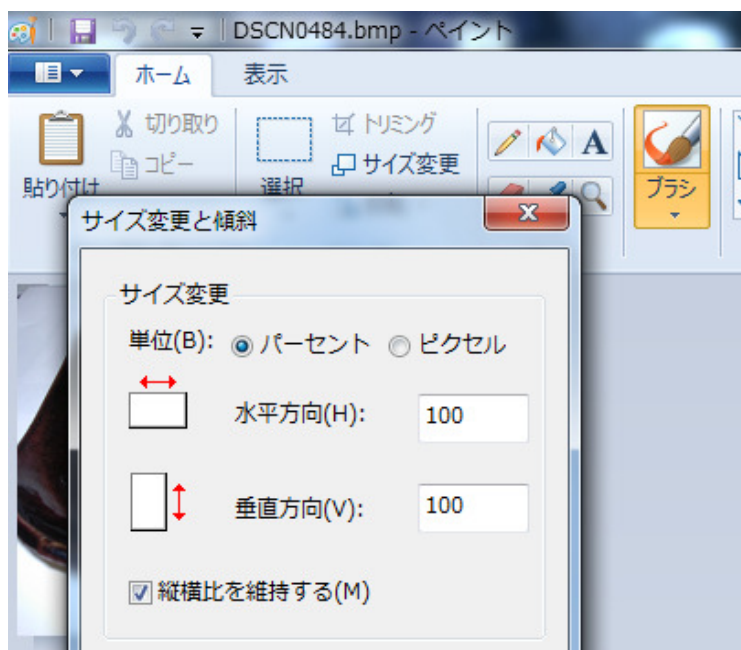 DSCN0484.bmp - ペイント
ホーム 表示
切り取り トリミング
コピー サイズ変更
貼り付け 選択 A ブラシ
サイズ変更と傾斜
サイズ変更
単位(B): パーセント ピクセル
水平方向(H): 100
垂直方向(V): 100
縦横比を維持する(M)